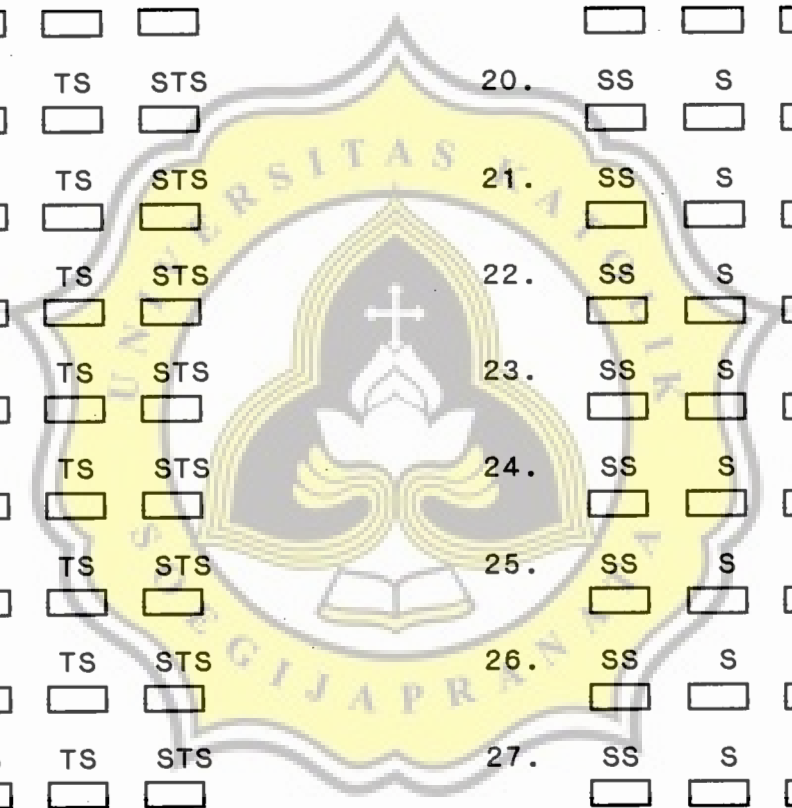 TS STS 20. SS S
TS STS 21. SS S
TS STS 22. SS S
TS STS 23. SS S
TS STS 24. SS S
TS STS 25. SS S
TS STS 26. SS S
TS STS 27. SS S
UNIVERSITAS KATOLIK
SOEGIJAPRANATA